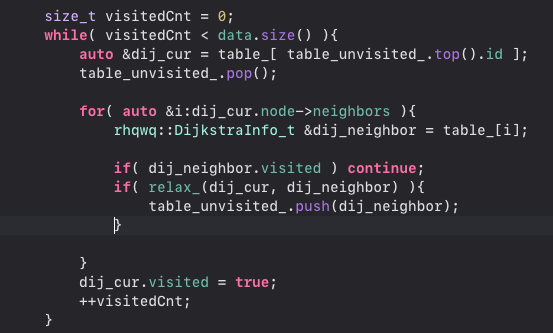 size_t visitedCnt = 0;
while( visitedCnt < data.size() ){
    auto &dij_cur = table_[ table_unvisited_.top().id ];
    table_unvisited_.pop();

    for( auto &i:dij_cur.node->neighbors ){
        rhqwq::DijkstraInfo_t &dij_neighbor = table_[i];

        if( dij_neighbor.visited ) continue;
        if( relax_(dij_cur, dij_neighbor) ){
            table_unvisited_.push(dij_neighbor);
        }

    }
    dij_cur.visited = true;
    ++visitedCnt;
}